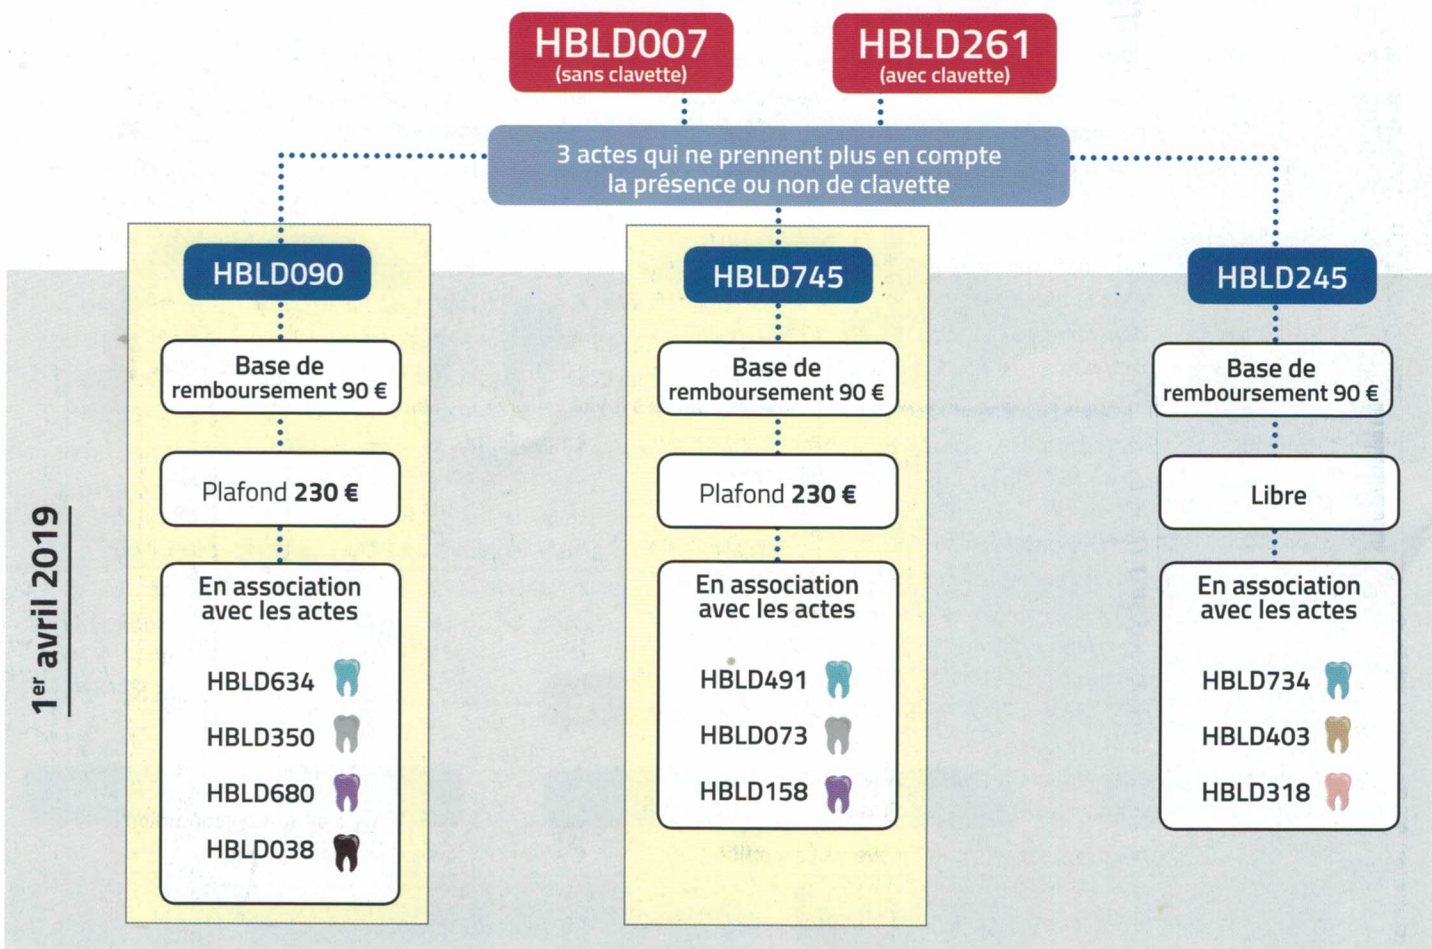 HBLD007
(sans clavette)
HBLD261
(avec clavette)
3 actes qui ne prennent plus en compte
la présence ou non de clavette
1er avril 2019
HBLD090
Base de
remboursement 90 €
Plafond 230 €
En association
avec les actes
HBLD634
HBLD350
HBLD680
HBLD038
HBLD745
Base de
remboursement 90 €
Plafond 230 €
En association
avec les actes
HBLD491
HBLD073
HBLD158
HBLD245
Base de
remboursement 90 €
Libre
En association
avec les actes
HBLD734
HBLD403
HBLD318